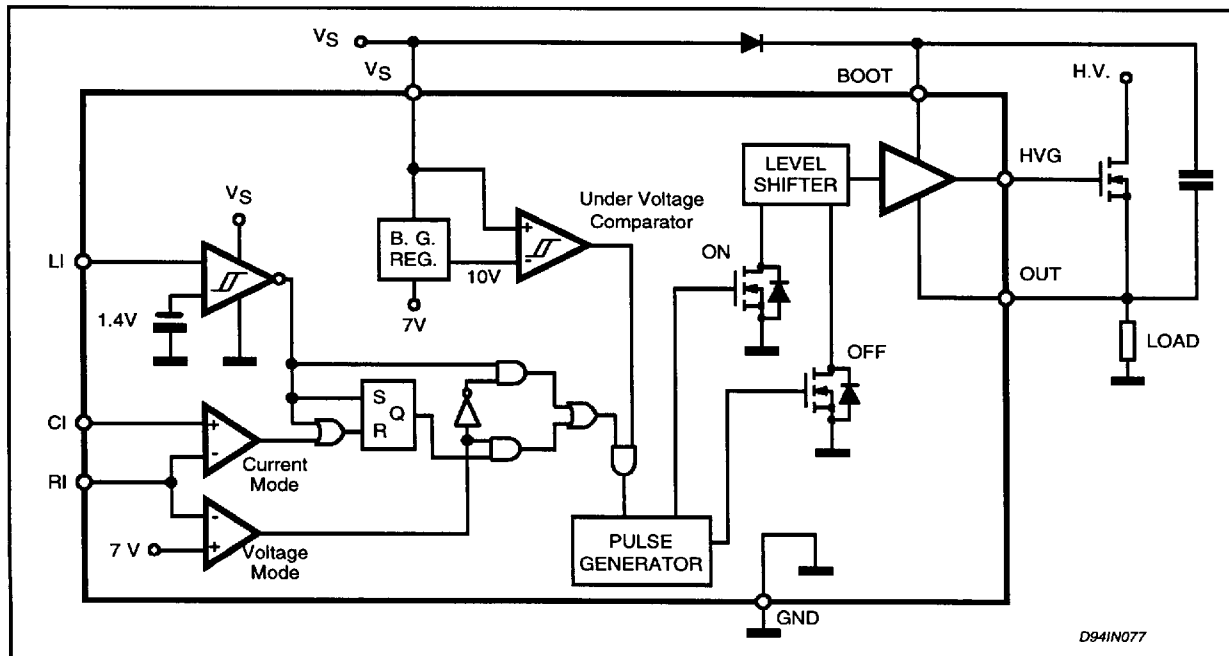 VS
VS
BOOT
H.V.
HVG
LEVEL
SHIFTER
VS
Under Voltage
Comparator
+
-
B. G.
REG.
10V
7V
LI
1.4V
ON
OUT
LOAD
OFF
S
Q
R
CI
+
-
Current
Mode
RI
-
+
7 V
Voltage
Mode
PULSE
GENERATOR
GND
D94IN077